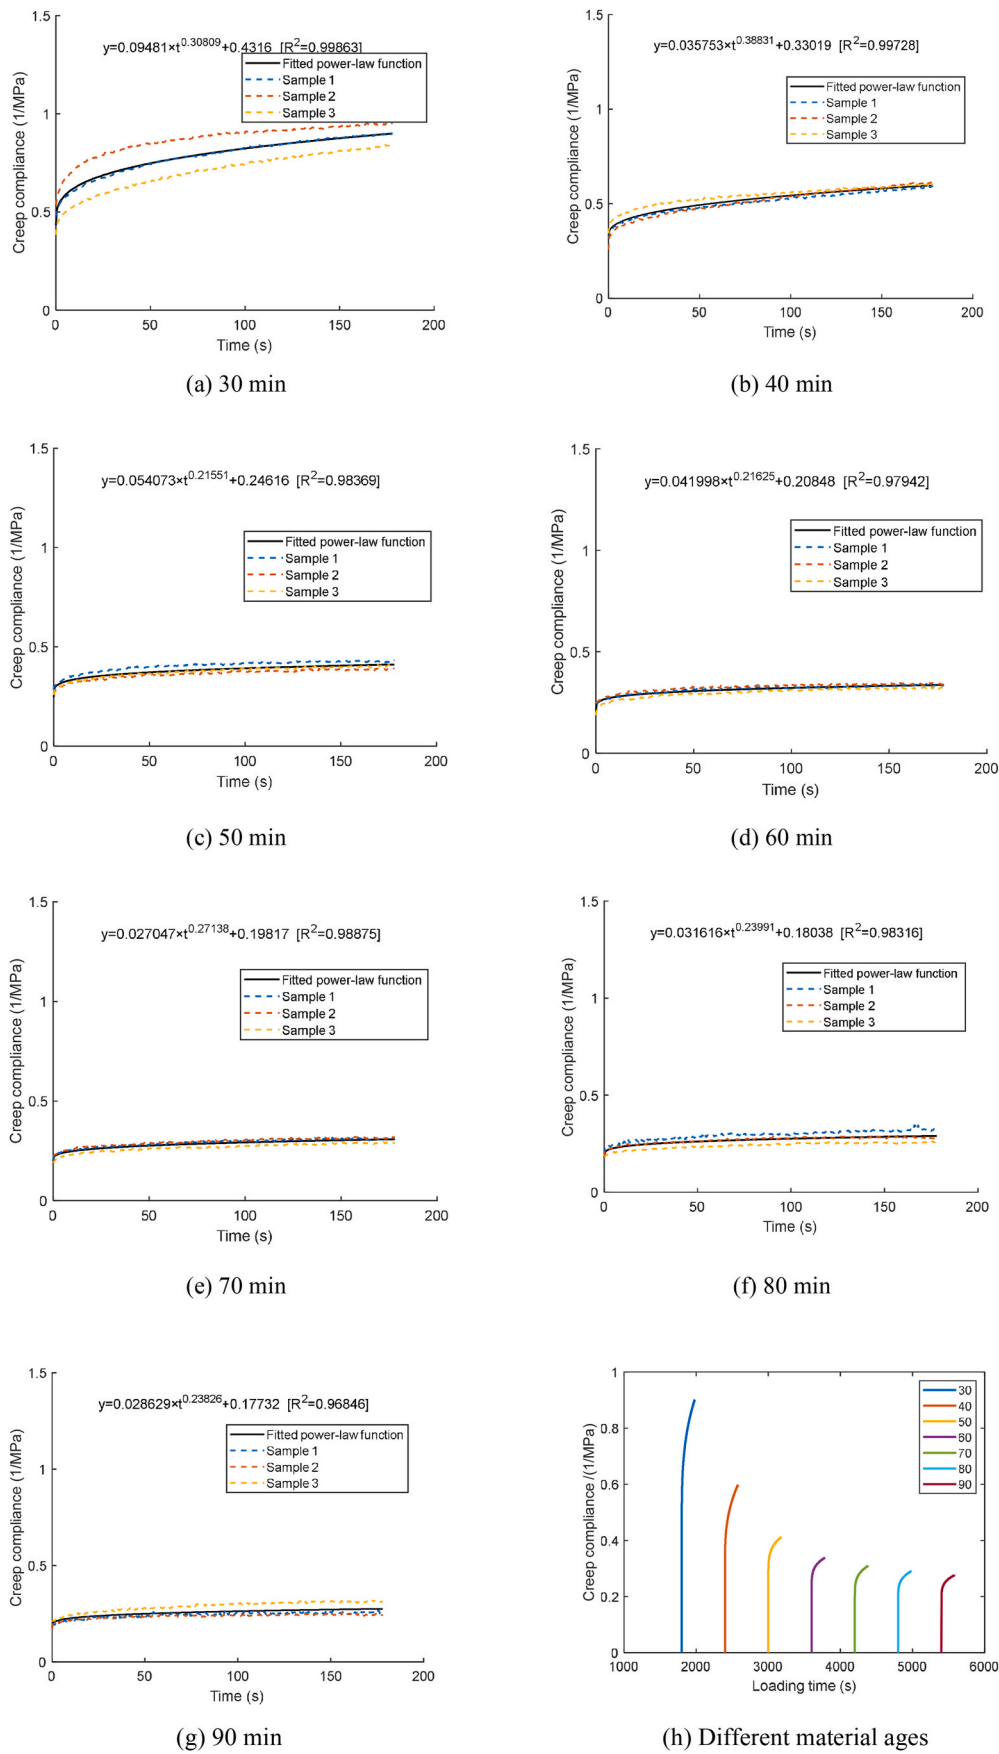 y=0.09481×t^0.30809+0.4316 [R^2=0.99863]
Fitted power-law function
Sample 1
Sample 2
Sample 3
Creep compliance (1/MPa)
1.5
1
0.5
0
0 50 100 150 200
Time (s)
(a) 30 min
y=0.035753×t^0.38831+0.33019 [R^2=0.99728]
Fitted power-law function
Sample 1
Sample 2
Sample 3
Creep compliance (1/MPa)
1.5
1
0.5
0
0 50 100 150 200
Time (s)
(b) 40 min
y=0.054073×t^0.21551+0.24616 [R^2=0.98369]
Fitted power-law function
Sample 1
Sample 2
Sample 3
Creep compliance (1/MPa)
1.5
1
0.5
0
0 50 100 150 200
Time (s)
(c) 50 min
y=0.041998×t^0.21625+0.20848 [R^2=0.97942]
Fitted power-law function
Sample 1
Sample 2
Sample 3
Creep compliance (1/MPa)
1.5
1
0.5
0
0 50 100 150 200
Time (s)
(d) 60 min
y=0.027047×t^0.27138+0.19817 [R^2=0.98875]
Fitted power-law function
Sample 1
Sample 2
Sample 3
Creep compliance (1/MPa)
1.5
1
0.5
0
0 50 100 150 200
Time (s)
(e) 70 min
y=0.031616×t^0.23991+0.18038 [R^2=0.98316]
Fitted power-law function
Sample 1
Sample 2
Sample 3
Creep compliance (1/MPa)
1.5
1
0.5
0
0 50 100 150 200
Time (s)
(f) 80 min
y=0.028629×t^0.23826+0.17732 [R^2=0.96846]
Fitted power-law function
Sample 1
Sample 2
Sample 3
Creep compliance (1/MPa)
1.5
1
0.5
0
0 50 100 150 200
Time (s)
(g) 90 min
30
40
50
60
70
80
90
Creep compliance /(1/MPa)
1
0.8
0.6
0.4
0.2
0
1000 2000 3000 4000 5000 6000
Loading time (s)
(h) Different material ages